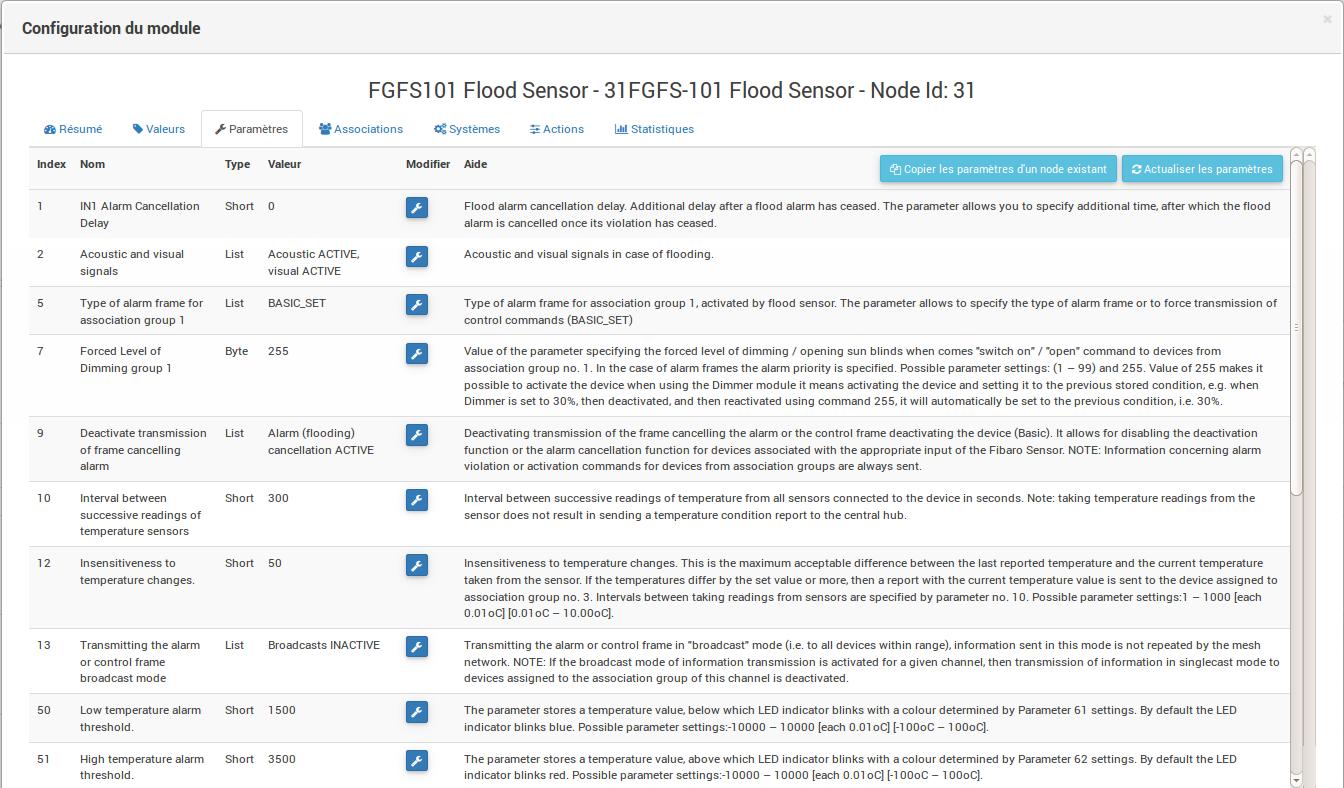 Configuration du module
×
FGFS101 Flood Sensor - 31FGFS-101 Flood Sensor - Node Id: 31
Résumé Valeurs Paramètres Associations Systèmes Actions Statistiques
Index Nom Type Valeur Modifier Aide Copier les paramètres d'un node existant Actualiser les paramètres
1 IN1 Alarm Cancellation Short 0 Flood alarm cancellation delay. Additional delay after a flood alarm has ceased. The parameter allows you to specify additional time, after which the flood
Delay alarm is cancelled once its violation has ceased.
2 Acoustic and visual List Acoustic ACTIVE, Acoustic and visual signals in case of flooding.
signals visual ACTIVE
5 Type of alarm frame for List BASIC_SET Type of alarm frame for association group 1, activated by flood sensor. The parameter allows to specify the type of alarm frame or to force transmission of
association group 1 control commands (BASIC_SET)
7 Forced Level of Byte 255 Value of the parameter specifying the forced level of dimming / opening sun blinds when comes "switch on" / "open" command to devices from
Dimming group 1 association group no. 1. In the case of alarm frames the alarm priority is specified. Possible parameter settings: (1 – 99) and 255. Value of 255 makes it
possible to activate the device when using the Dimmer module it means activating the device and setting it to the previous stored condition, e.g. when
Dimmer is set to 30%, then deactivated, and then reactivated using command 255, it will automatically be set to the previous condition, i.e. 30%.
9 Deactivate transmission List Alarm (flooding) Deactivating transmission of the frame cancelling the alarm or the control frame deactivating the device (Basic). It allows for disabling the deactivation
of frame cancelling cancellation ACTIVE function or the alarm cancellation function for devices associated with the appropriate input of the Fibaro Sensor. NOTE: Information concerning alarm
alarm violation or activation commands for devices from association groups are always sent.
10 Interval between Short 300 Interval between successive readings of temperature from all sensors connected to the device in seconds. Note: taking temperature readings from the
successive readings of sensor does not result in sending a temperature condition report to the central hub.
temperature sensors
12 Insensitiveness to Short 50 Insensitiveness to temperature changes. This is the maximum acceptable difference between the last reported temperature and the current temperature
temperature changes. taken from the sensor. If the temperatures differ by the set value or more, then a report with the current temperature value is sent to the device assigned to
association group no. 3. Intervals between taking readings from sensors are specified by parameter no. 10. Possible parameter settings:1 – 1000 [each
0.01oC] [0.01oC – 10.00oC].
13 Transmitting the alarm List Broadcasts INACTIVE Transmitting the alarm or control frame in "broadcast" mode (i.e. to all devices within range), information sent in this mode is not repeated by the mesh
or control frame network. NOTE: If the broadcast mode of information transmission is activated for a given channel, then transmission of information in singlecast mode to
broadcast mode devices assigned to the association group of this channel is deactivated.
50 Low temperature alarm Short 1500 The parameter stores a temperature value, below which LED indicator blinks with a colour determined by Parameter 61 settings. By default the LED
threshold. indicator blinks blue. Possible parameter settings:-10000 – 10000 [each 0.01oC] [-100oC – 100oC].
51 High temperature alarm Short 3500 The parameter stores a temperature value, above which LED indicator blinks with a colour determined by Parameter 62 settings. By default the LED
threshold. indicator blinks red. Possible parameter settings:-10000 – 10000 [each 0.01oC] [-100oC – 100oC].